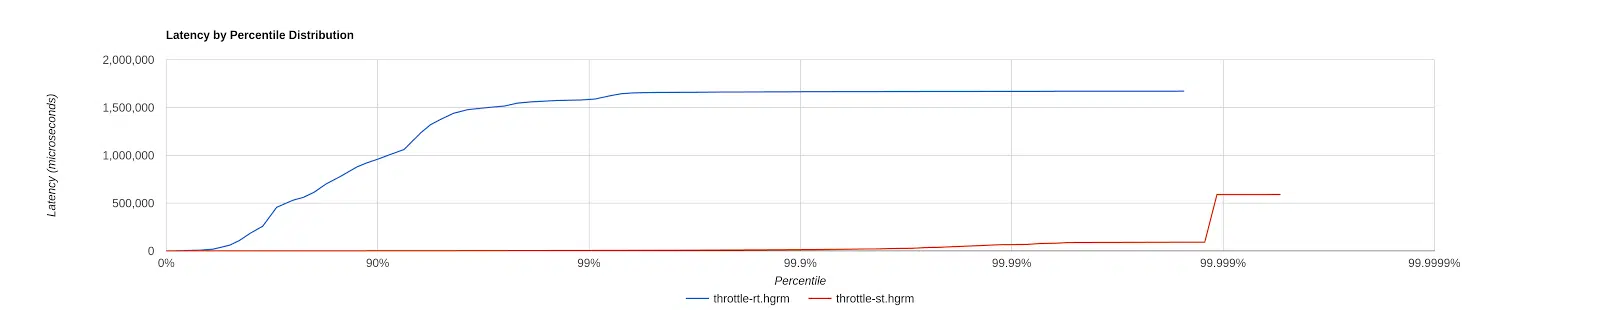 Latency by Percentile Distribution
Latency (microseconds)
2,000,000
1,500,000
1,000,000
500,000
0
0% 90% 99% 99.9% 99.99% 99.999% 99.9999%
Percentile
throttle-rt.hgrm throttle-st.hgrm